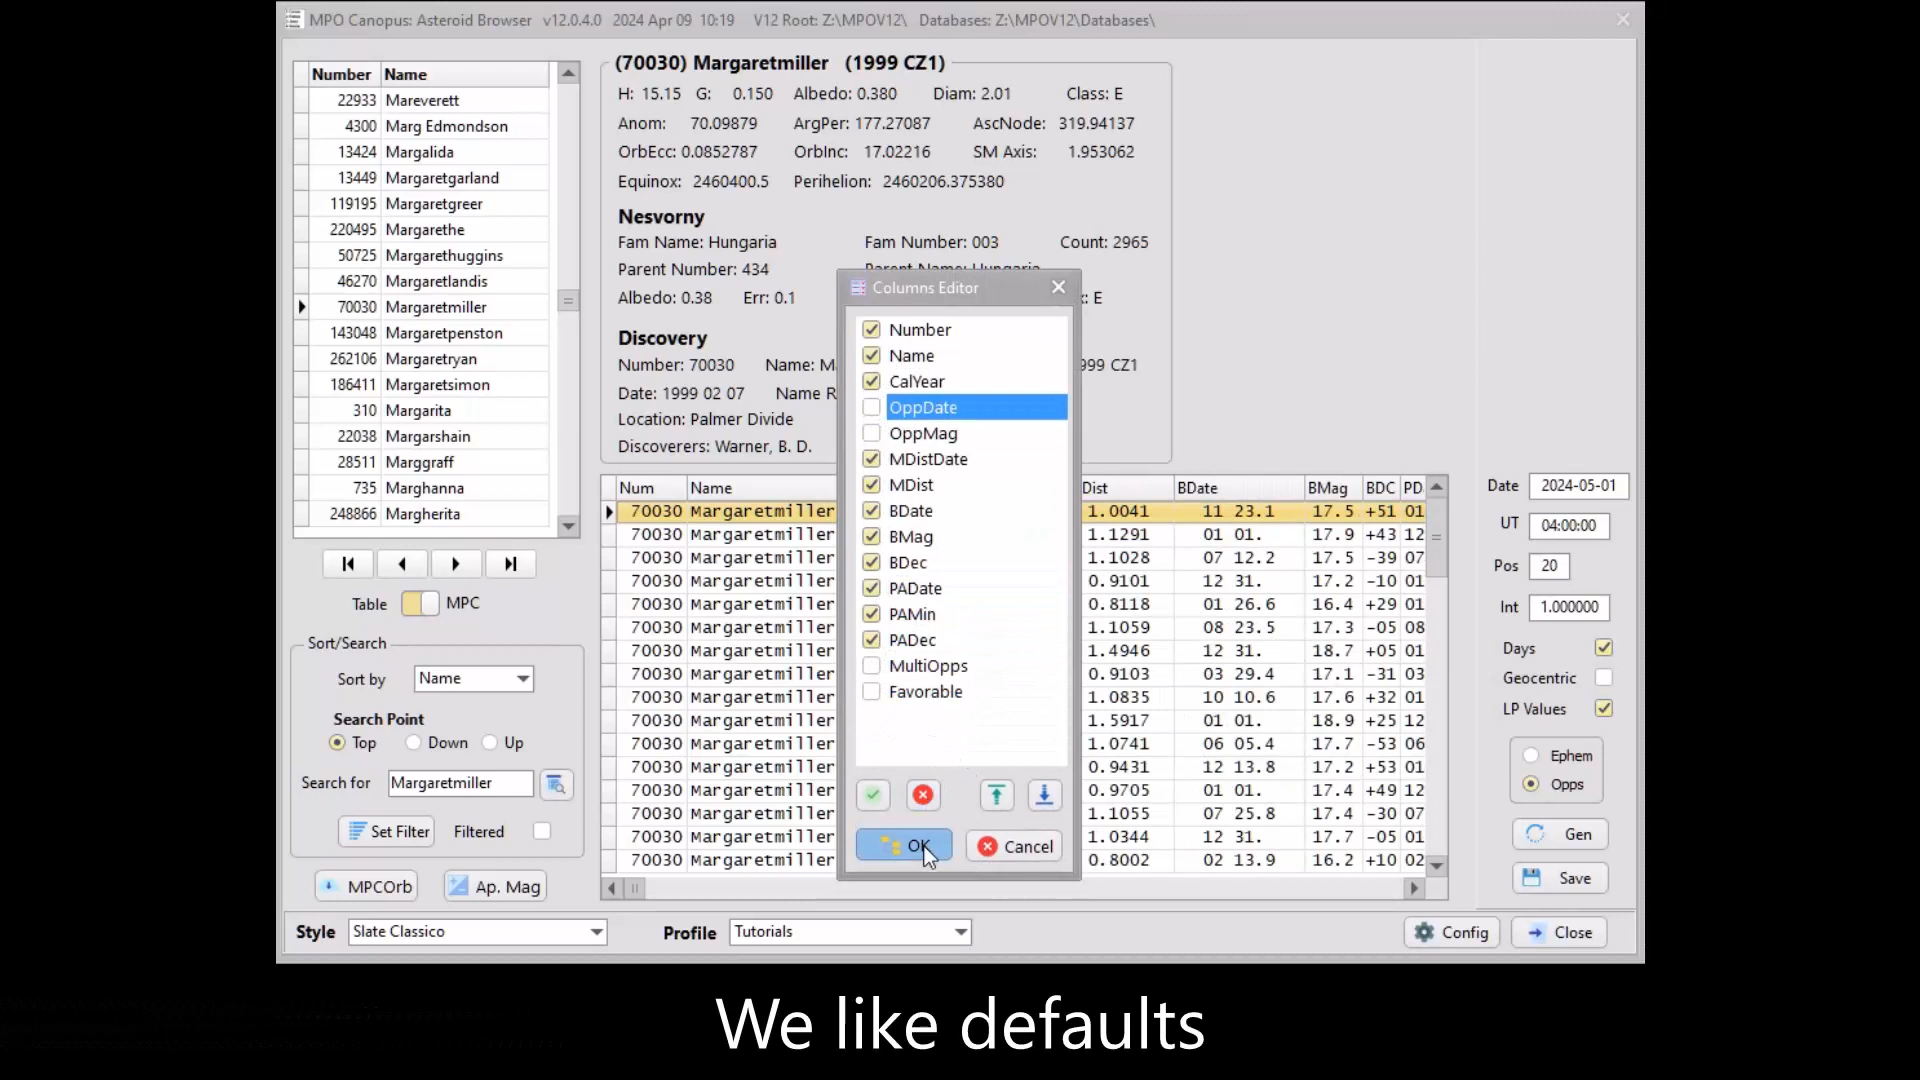 MPO Canopus: Asteroid Browser v12.0.4.0 2024 Apr 09 10:19 V12 Root: Z:\MPOV12\ Databases: Z:\MPOV12\Databases\
Number Name
22933 Mareverett
4300 Marg Edmondson
13424 Margalida
13449 Margaretgarland
119195 Margaretgreer
220495 Margarethe
50725 Margarethuggins
46270 Margaretlandis
70030 Margaretmiller
143048 Margaretpenston
262106 Margaretryan
186411 Margaretsimon
310 Margarita
22038 Margarshain
28511 Marggraff
735 Marghanna
248866 Margherita
Table MPC
Sort/Search
Sort by Name
Search Point
Top Down Up
Search for Margaretmiller
Set Filter Filtered
MPCOrb Ap. Mag
(70030) Margaretmiller (1999 CZ1)
H: 15.15 G: 0.150 Albedo: 0.380 Diam: 2.01 Class: E
Anom: 70.09879 ArgPer: 177.27087 AscNode: 319.94137
OrbEcc: 0.0852787 OrbInc: 17.02216 SM Axis: 1.953062
Equinox: 2460400.5 Perihelion: 2460206.375380
Nesvorny
Fam Name: Hungaria Fam Number: 003 Count: 2965
Parent Number: 434 Parent Name: Hungaria
Albedo: 0.38 Err: 0.1 : E
Discovery
Number: 70030 Name: M 999 CZ1
Date: 1999 02 07 Name R
Location: Palmer Divide
Discoverers: Warner, B. D.
Columns Editor
Number
Name
CalYear
OppDate
OppMag
MDistDate
MDist
BDate
BMag
BDec
PADate
PAMin
PADec
MultiOpps
Favorable
OK Cancel
Num Name Dist BDate BMag BDC PD
70030 Margaretmiller 1.0041 11 23.1 17.5 +51 01
70030 Margaretmiller 1.1291 01 01. 17.9 +43 12
70030 Margaretmiller 1.1028 07 12.2 17.5 -39 07
70030 Margaretmiller 0.9101 12 31. 17.2 -10 01
70030 Margaretmiller 0.8118 01 26.6 16.4 +29 01
70030 Margaretmiller 1.1059 08 23.5 17.3 -05 08
70030 Margaretmiller 1.4946 12 31. 18.7 +05 01
70030 Margaretmiller 0.9103 03 29.4 17.1 -31 03
70030 Margaretmiller 1.0835 10 10.6 17.6 +32 01
70030 Margaretmiller 1.5917 01 01. 18.9 +25 12
70030 Margaretmiller 1.0741 06 05.4 17.7 -53 06
70030 Margaretmiller 0.9431 12 13.8 17.2 +53 01
70030 Margaretmiller 0.9705 01 01. 17.4 +49 12
70030 Margaretmiller 1.1055 07 25.8 17.4 -30 07
70030 Margaretmiller 1.0344 12 31. 17.7 -05 01
70030 Margaretmiller 0.8002 02 13.9 16.2 +10 02
Date 2024-05-01
UT 04:00:00
Pos 20
Int 1.000000
Days
Geocentric
LP Values
Ephem
Opps
Gen
Save
Style Slate Classico Profile Tutorials Config Close
We like defaults